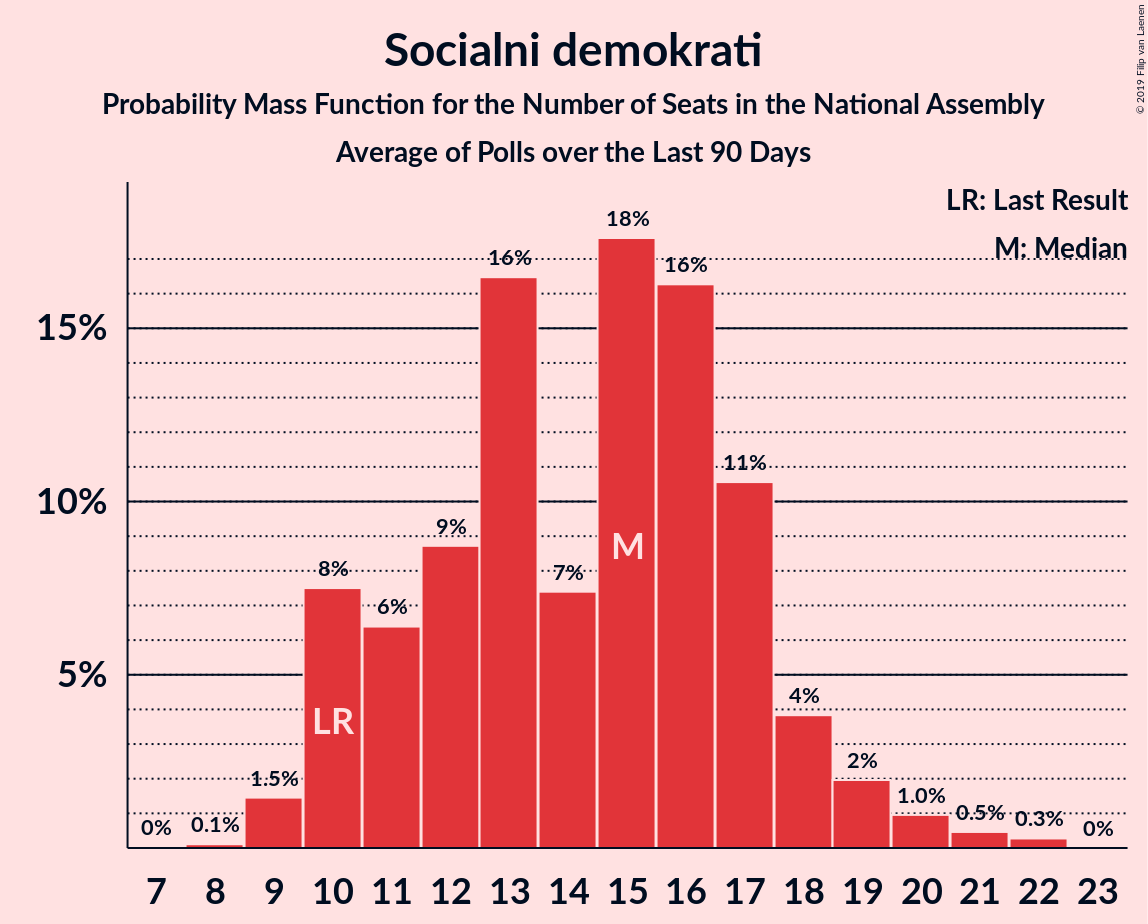 Socialni demokrati
Probability Mass Function for the Number of Seats in the National Assembly
Average of Polls over the Last 90 Days
© 2019 Filip van Laenen
LR: Last Result
M: Median
15%
10%
5%
0%
0.1%
1.5%
8%
6%
9%
16%
7%
18%
16%
11%
4%
2%
1.0%
0.5%
0.3%
0%
LR
M
7 8 9 10 11 12 13 14 15 16 17 18 19 20 21 22 23